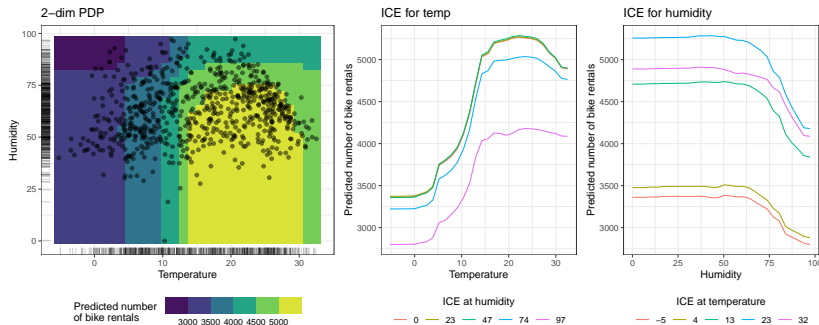 2−dim PDP
100
75
50
25
0
Humidity
0
10
20
30
Temperature
Predicted number
of bike rentals
3000 3500 4000 4500 5000
ICE for temp
5000
4500
4000
3500
3000
Predicted number of bike rentals
0
10
20
30
Temperature
ICE at humidity
0 23 47 74 97
ICE for humidity
5000
4500
4000
3500
3000
Predicted number of bike rentals
0
25
50
75
100
Humidity
ICE at temperature
−5 4 13 23 32